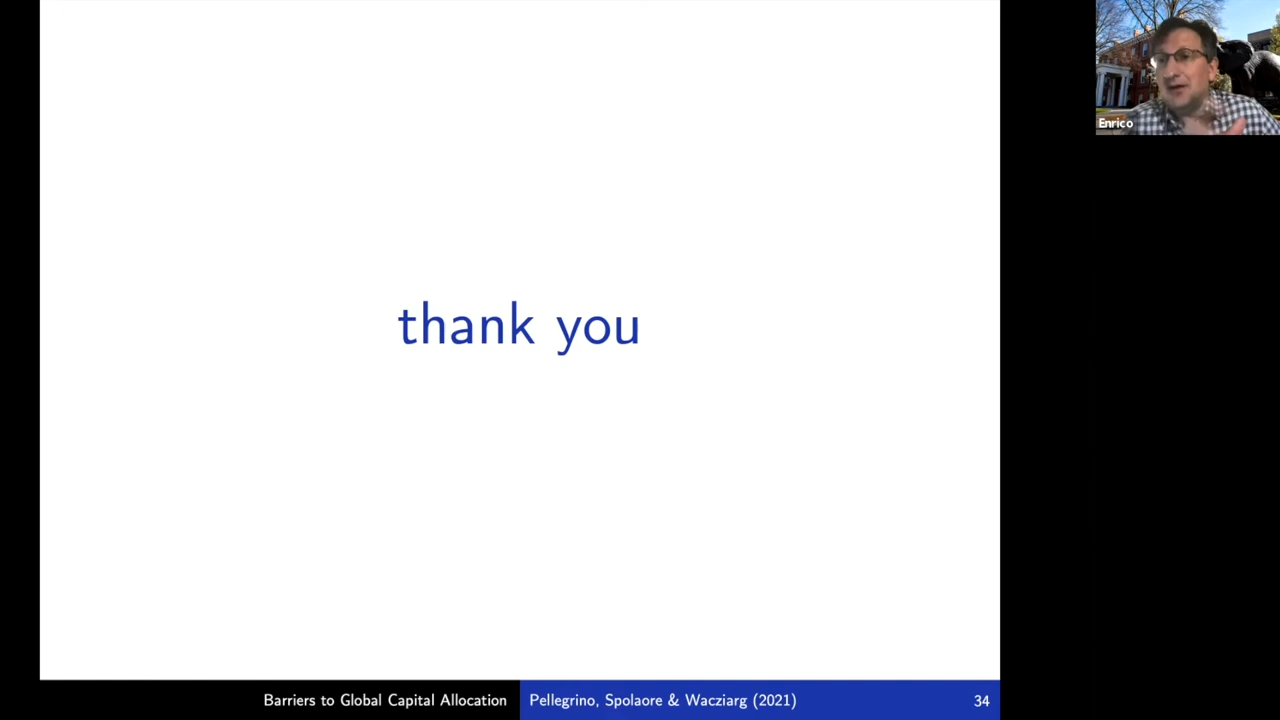 Enrico
thank you
Barriers to Global Capital Allocation
Pellegrino, Spolaore & Wacziarg (2021)
34